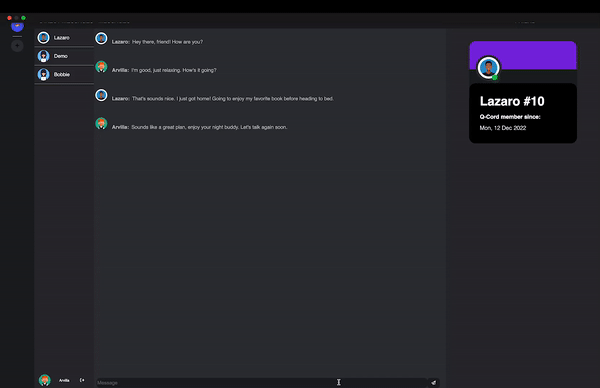 Lazaro
Demo
Bobbie
Lazaro: Hey there, friend! How are you?
Arvilla: I'm good, just relaxing. How's it going?
Lazaro: That's sounds nice. I just got home! Going to enjoy my favorite book before heading to bed.
Arvilla: Sounds like a great plan, enjoy your night buddy. Let's talk again soon.
Lazaro #10
Q-Cord member since:
Mon, 12 Dec 2022
Arvilla
Message